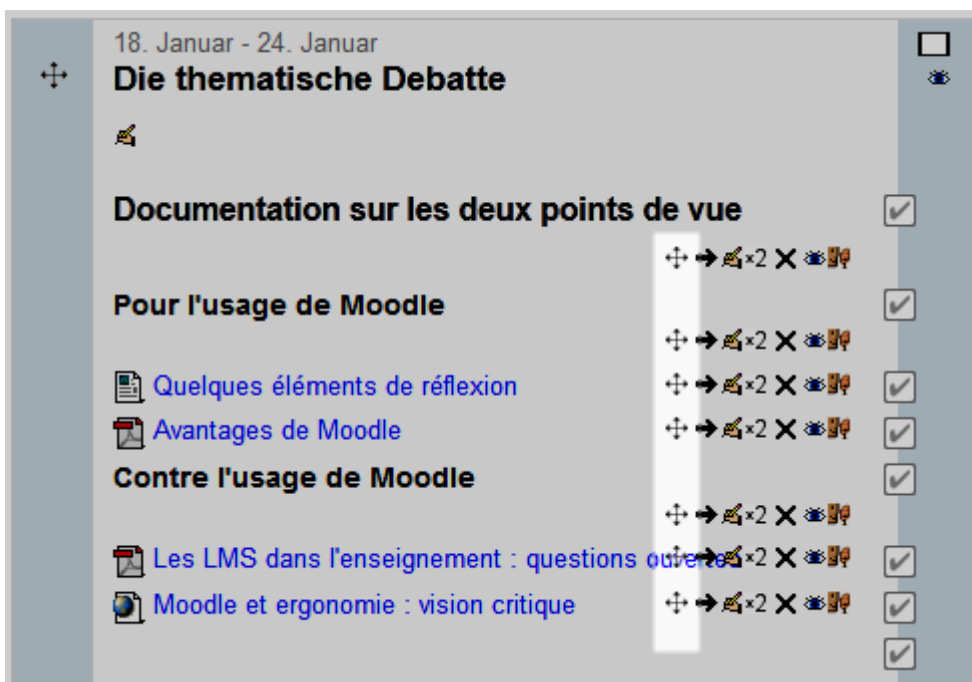 18. Januar - 24. Januar
Die thematische Debatte
Documentation sur les deux points de vue
×2
Pour l'usage de Moodle
×2
Quelques éléments de réflexion ×2
Avantages de Moodle ×2
Contre l'usage de Moodle
×2
Les LMS dans l'enseignement : questions ouvertes ×2
Moodle et ergonomie : vision critique ×2